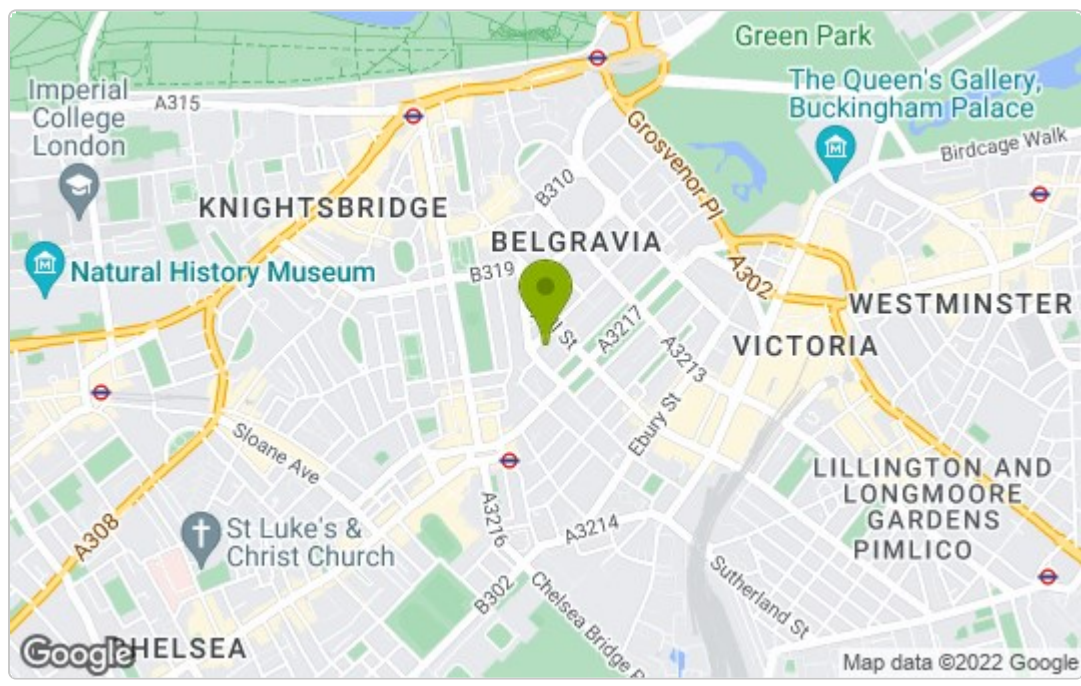 Green Park
The Queen's Gallery,
Buckingham Palace
Imperial
College
London
A315
Grosvenor Pl
Birdcage Walk
B310
KNIGHTSBRIDGE
BELGRAVIA
B319
Natural History Museum
A302
WESTMINSTER
St
A3217
VICTORIA
A3213
Ebury St
Sloane Ave
LILLINGTON AND
LONGMOORE
GARDENS
PIMLICO
A308
St Luke's &
Christ Church
A3216
A3214
B302
Chelsea Bridge R
Sutherland St
Google
HELSEA
Map data ©2022 Google